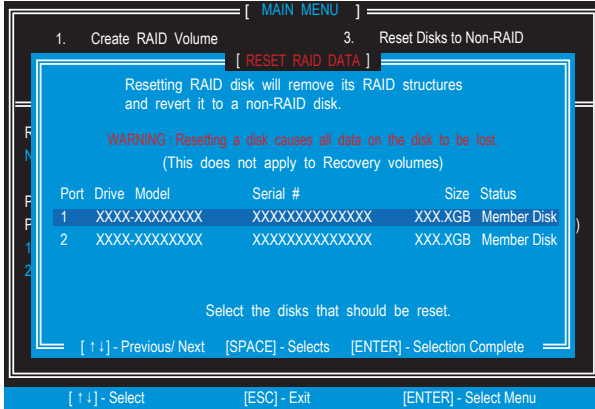 [ MAIN MENU ]
1. Create RAID Volume 3. Reset Disks to Non-RAID
[ RESET RAID DATA ]
Resetting RAID disk will remove its RAID structures
and revert it to a non-RAID disk.
WARNING : Resetting a disk causes all data on the disk to be lost.
(This does not apply to Recovery volumes)
Port Drive Model Serial # Size Status
1 XXXX-XXXXXXXX XXXXXXXXXXXXXX XXX.XGB Member Disk
2 XXXX-XXXXXXXX XXXXXXXXXXXXXX XXX.XGB Member Disk
Select the disks that should be reset.
[ ↑↓] - Previous/ Next [SPACE] - Selects [ENTER] - Selection Complete
[ ↑↓] - Select [ESC] - Exit [ENTER] - Select Menu